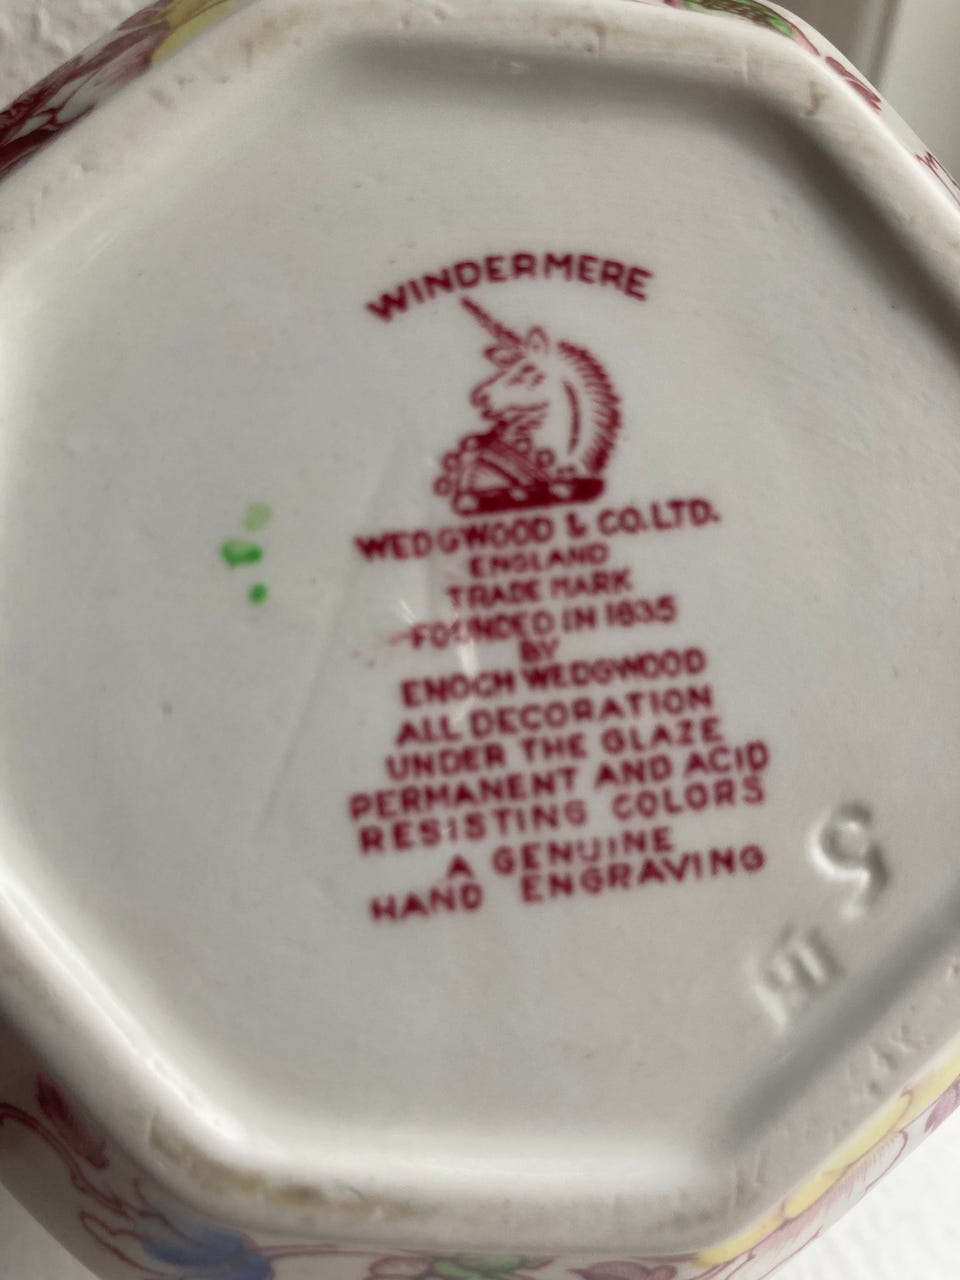 WINDERMERE
WEDGWOOD & CO. LTD.
ENGLAND
TRADE MARK
FOUNDED IN 1835
BY
ENOCH WEDGWOOD
ALL DECORATION
UNDER THE GLAZE
PERMANENT AND ACID
RESISTING COLORS
A GENUINE
HAND ENGRAVING